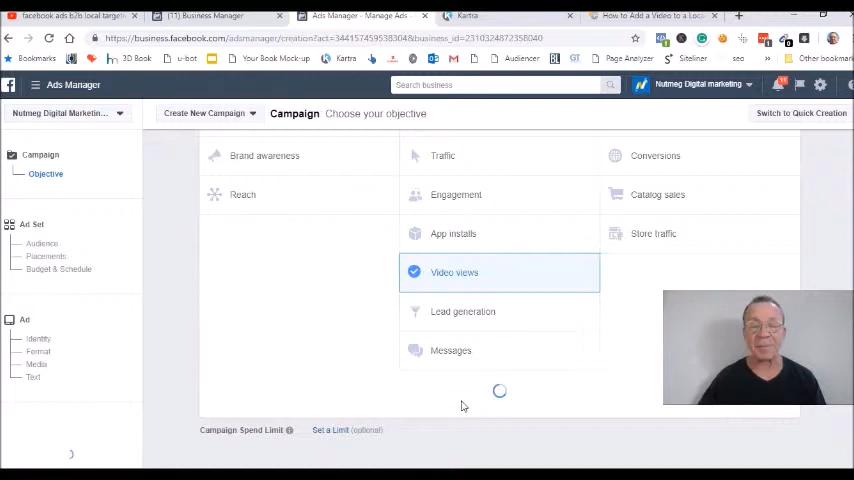 facebook ads b2b local targeti
(11) Business Manager
Ads Manager - Manage Ads -
Kartra
How to Add a Video to a Loca
https://business.facebook.com/adsmanager/creation?act=344157459538304&business_id=2310324872358040
Bookmarks
3D Book
u-bot
Your Book Mock-up
Kartra
Audiencer
Page Analyzer
Siteliner
seo
Other bookmark
Ads Manager
Search business
Nutmeg Digital marketing
Nutmeg Digital Marketin...
Create New Campaign
Campaign Choose your objective
Switch to Quick Creation
Campaign
Objective
Ad Set
Audience
Placements
Budget & Schedule
Ad
Identity
Format
Media
Text
Brand awareness
Traffic
Conversions
Reach
Engagement
Catalog sales
App installs
Store traffic
Video views
Lead generation
Messages
Campaign Spend Limit
Set a Limit (optional)